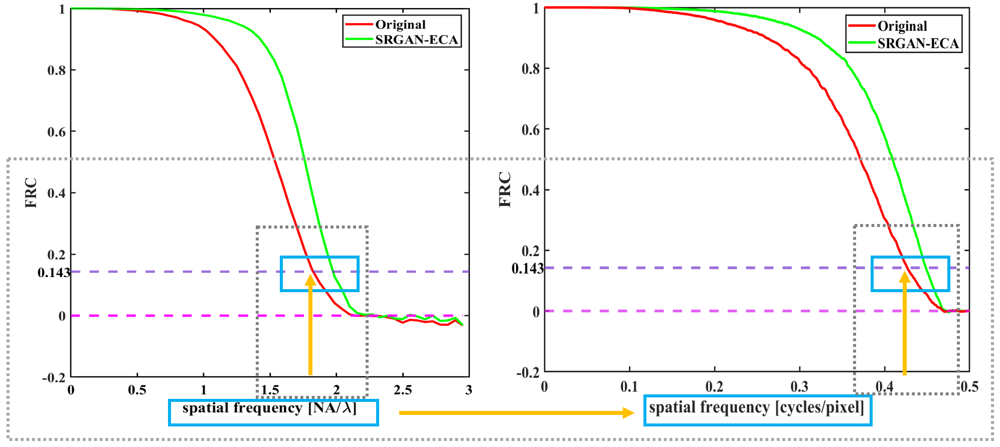 1
0.8
0.6
0.4
0.2
0.143
0
-0.2
FRC
Original
SRGAN-ECA
0 0.5 1 1.5 2 2.5 3
spatial frequency [NA/λ]
1
0.8
0.6
0.4
0.2
0.143
0
-0.2
FRC
Original
SRGAN-ECA
0 0.1 0.2 0.3 0.4 0.5
spatial frequency [cycles/pixel]